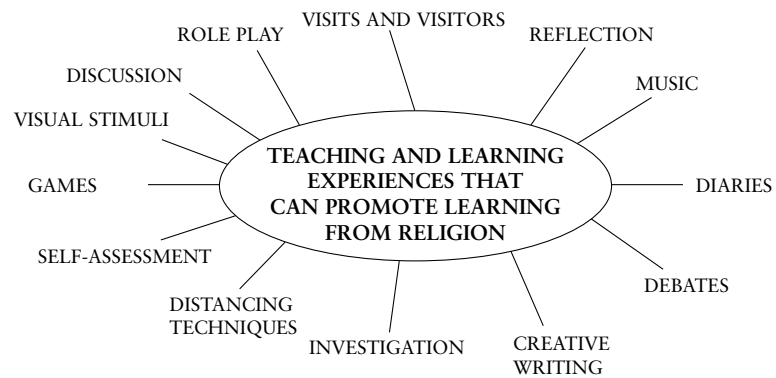 VISITS AND VISITORS
ROLE PLAY
REFLECTION
DISCUSSION
MUSIC
VISUAL STIMULI
TEACHING AND LEARNING
EXPERIENCES THAT
CAN PROMOTE LEARNING
FROM RELIGION
GAMES
DIARIES
SELF-ASSESSMENT
DEBATES
DISTANCING
TECHNIQUES
INVESTIGATION
CREATIVE
WRITING